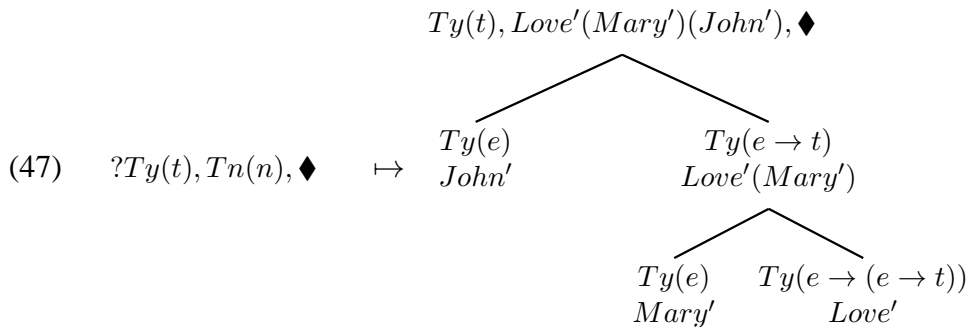 Ty(t), Love′(Mary′)(John′), ♦
Ty(e) Ty(e → t)
(47) ?Ty(t), Tn(n), ♦ ↦ John′ Love′(Mary′)
Ty(e) Ty(e → (e → t))
Mary′ Love′